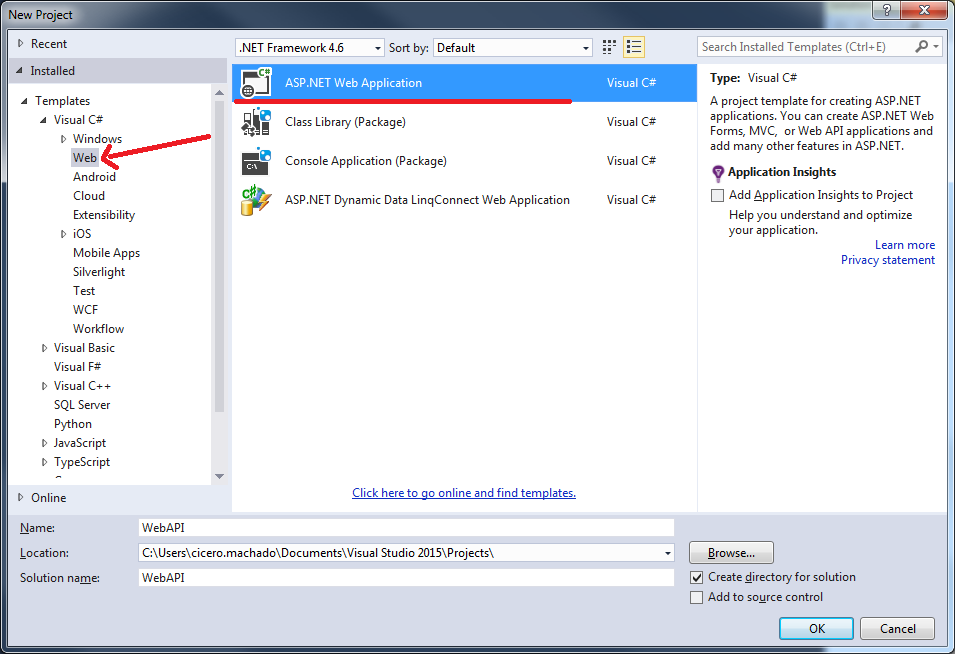 New Project
?
Recent
Installed
Templates
Visual C#
Windows
Web
Android
Cloud
Extensibility
iOS
Mobile Apps
Silverlight
Test
WCF
Workflow
Visual Basic
Visual F#
Visual C++
SQL Server
Python
JavaScript
TypeScript
Online
.NET Framework 4.6 Sort by: Default
ASP.NET Web Application Visual C#
Class Library (Package) Visual C#
Console Application (Package) Visual C#
ASP.NET Dynamic Data LinqConnect Web Application Visual C#
Click here to go online and find templates.
Search Installed Templates (Ctrl+E)
Type: Visual C#
A project template for creating ASP.NET
applications. You can create ASP.NET Web
Forms, MVC, or Web API applications and
add many other features in ASP.NET.
Application Insights
Add Application Insights to Project
Help you understand and optimize
your application.
Learn more
Privacy statement
Name: WebAPI
Location: C:\Users\cicero.machado\Documents\Visual Studio 2015\Projects\ Browse...
Solution name: WebAPI
Create directory for solution
Add to source control
OK Cancel